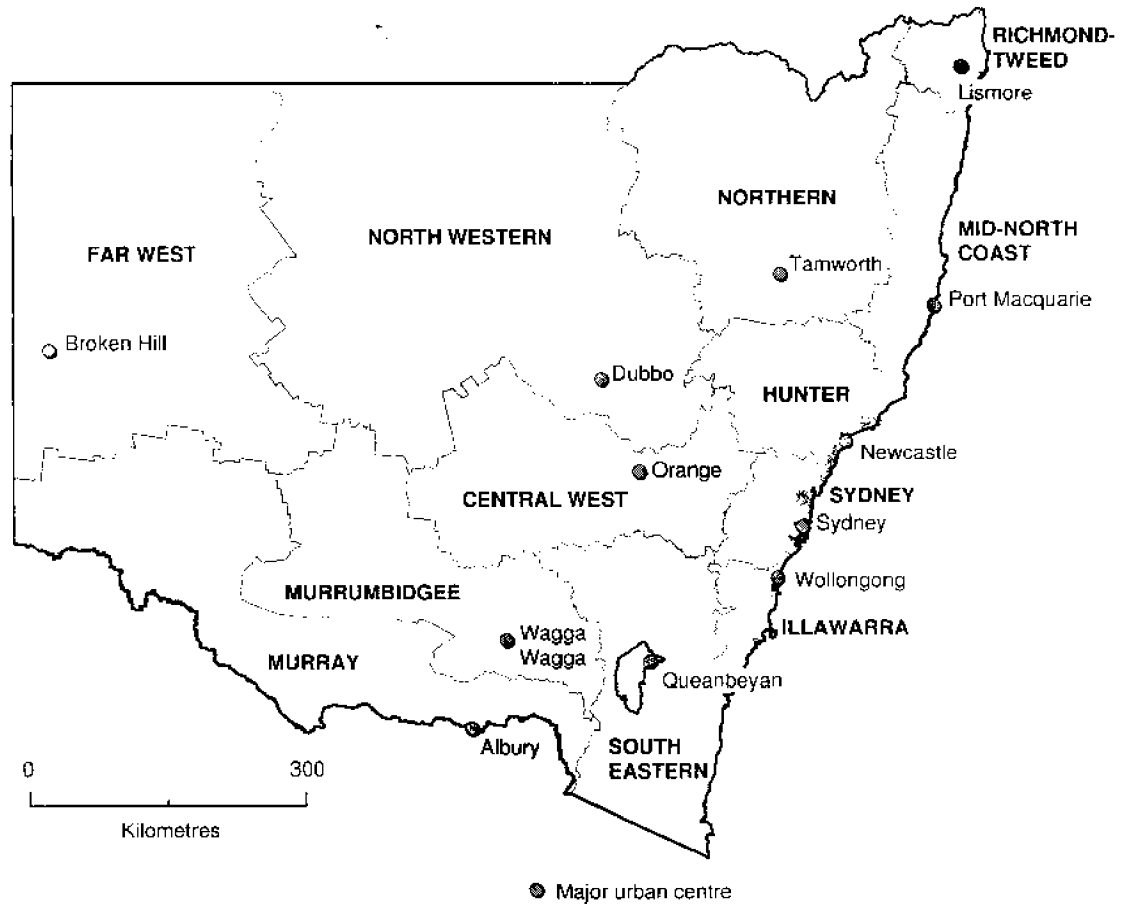 RICHMOND-
TWEED
Lismore
NORTHERN
NORTH WESTERN
FAR WEST
MID-NORTH
COAST
Tamworth
Port Macquarie
Broken Hill
Dubbo
HUNTER
Newcastle
Orange
CENTRAL WEST
SYDNEY
Sydney
Wollongong
MURRUMBIDGEE
ILLAWARRA
Wagga
Wagga
MURRAY
Queanbeyan
Albury
SOUTH
EASTERN
0 300
Kilometres
Major urban centre